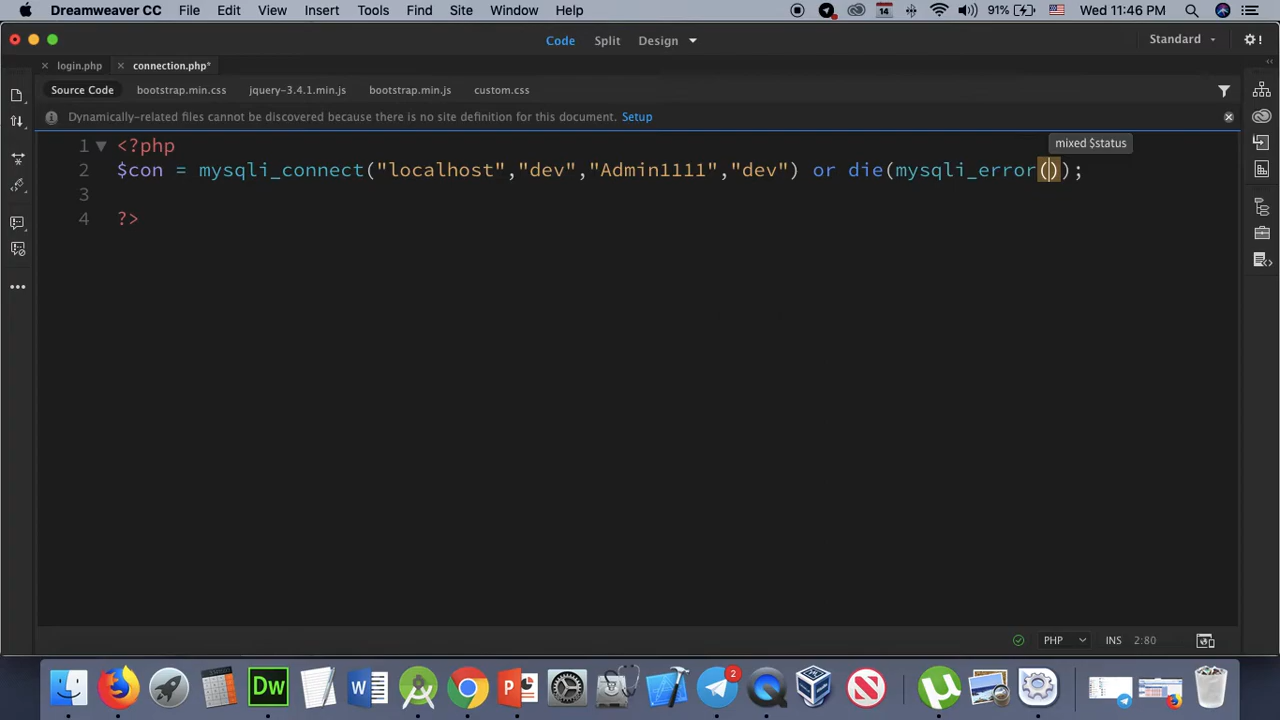 Dreamweaver CC File Edit View Insert Format Tools Find Site Window Help 14 91% Wed 11:46 PM
Code Split Design Standard
login.php connection.php*
Source Code bootstrap.min.css jquery-3.4.1.min.js bootstrap.min.js custom.css
Dynamically-related files cannot be discovered because there is no site definition for this document. Setup
mixed $status
1 <?php
2 $con = mysqli_connect("localhost","dev","Admin1111","dev") or die(mysqli_error());
3
4 ?>
PHP INS 2:80
Dw W P 2